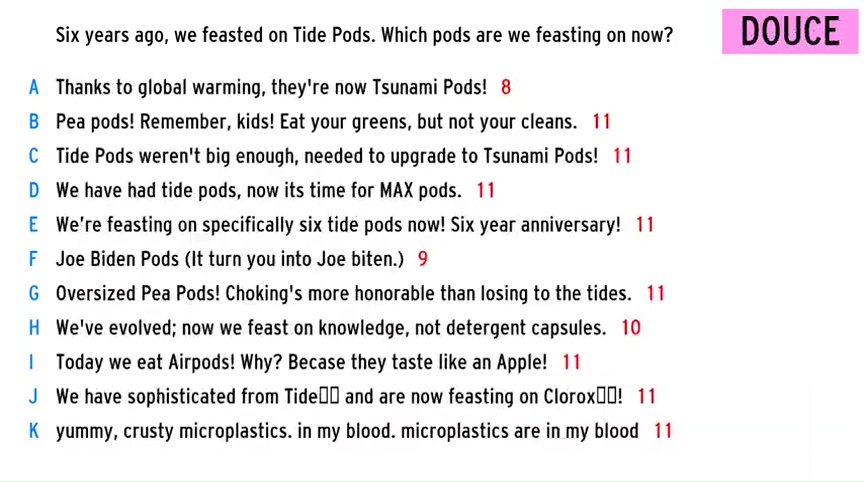 Six years ago, we feasted on Tide Pods. Which pods are we feasting on now?
DOUCE
A Thanks to global warming, they're now Tsunami Pods! 8
B Pea pods! Remember, kids! Eat your greens, but not your cleans. 11
C Tide Pods weren't big enough, needed to upgrade to Tsunami Pods! 11
D We have had tide pods, now its time for MAX pods. 11
E We’re feasting on specifically six tide pods now! Six year anniversary! 11
F Joe Biden Pods (It turn you into Joe biten.) 9
G Oversized Pea Pods! Choking's more honorable than losing to the tides. 11
H We've evolved; now we feast on knowledge, not detergent capsules. 10
I Today we eat Airpods! Why? Becase they taste like an Apple! 11
J We have sophisticated from Tide▯▯ and are now feasting on Clorox▯▯! 11
K yummy, crusty microplastics. in my blood. microplastics are in my blood 11